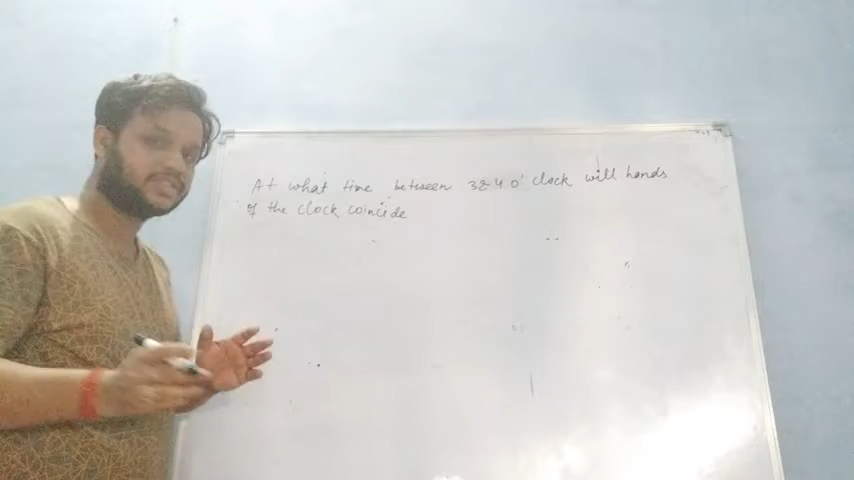 At what time between 3 & 4 O' clock will hands
of the clock coincide